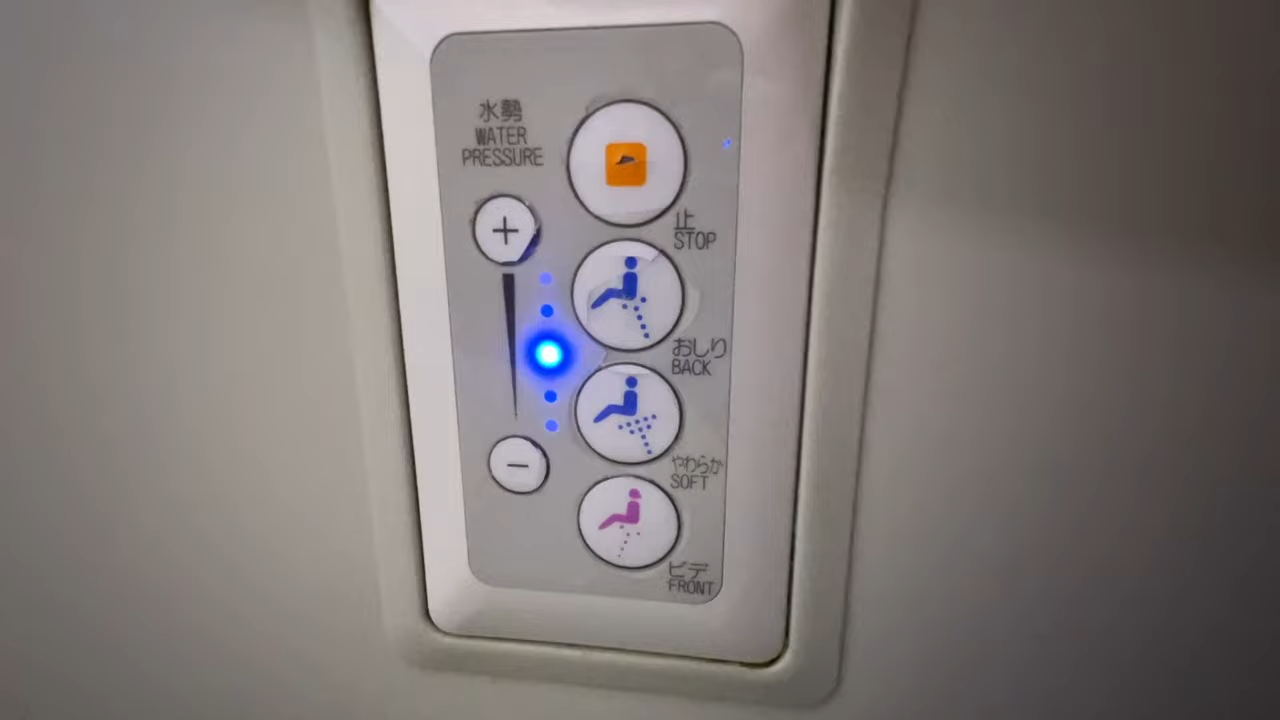 水勢
WATER
PRESSURE
+
−
止
STOP
おしり
BACK
やわらか
SOFT
ビデ
FRONT